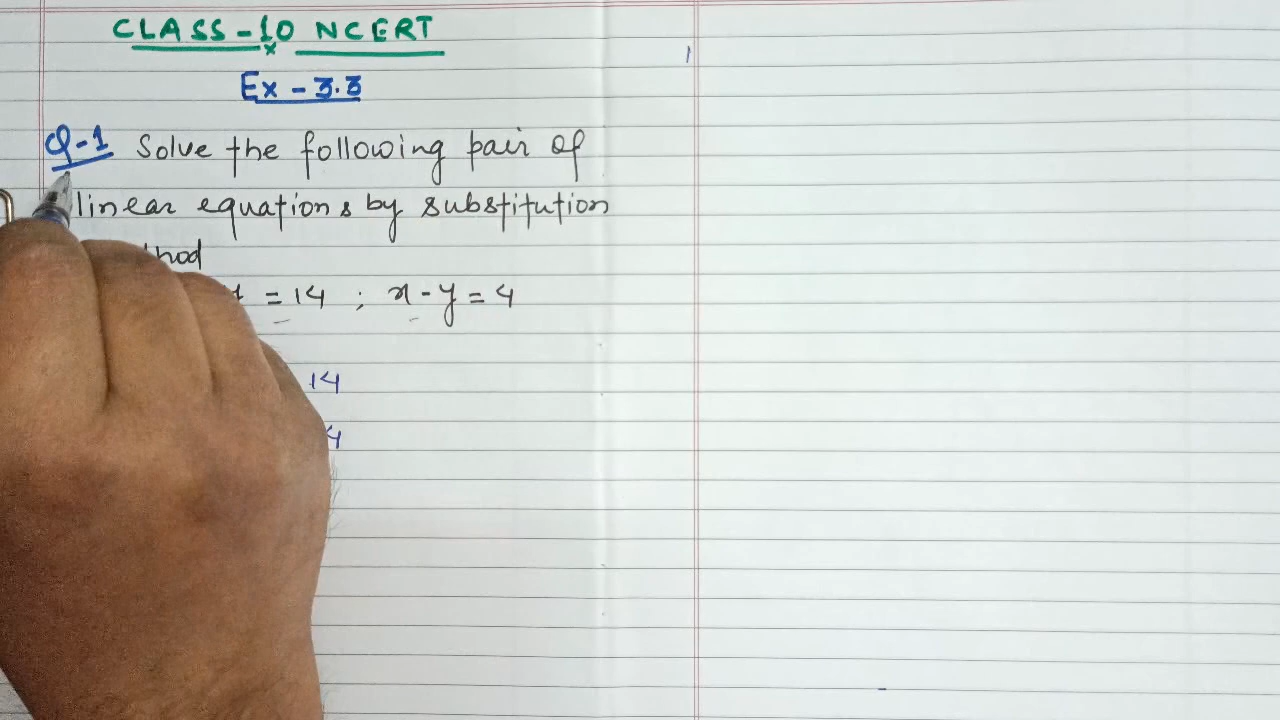 CLASS-10 NCERT
Ex - 3.3
Q-1 Solve the following pair of
linear equations by substitution
hod
= 14 ; x - y = 4
14
4